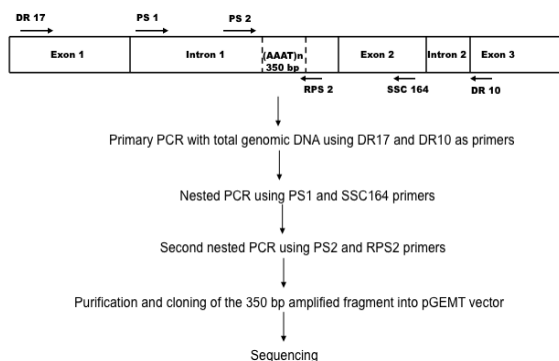 DR 17
PS 1
PS 2
Exon 1
Intron 1
(AAAT)n
350 bp
Exon 2
Intron 2
Exon 3
RPS 2
SSC 164
DR 10
Primary PCR with total genomic DNA using DR17 and DR10 as primers
Nested PCR using PS1 and SSC164 primers
Second nested PCR using PS2 and RPS2 primers
Purification and cloning of the 350 bp amplified fragment into pGEMT vector
Sequencing